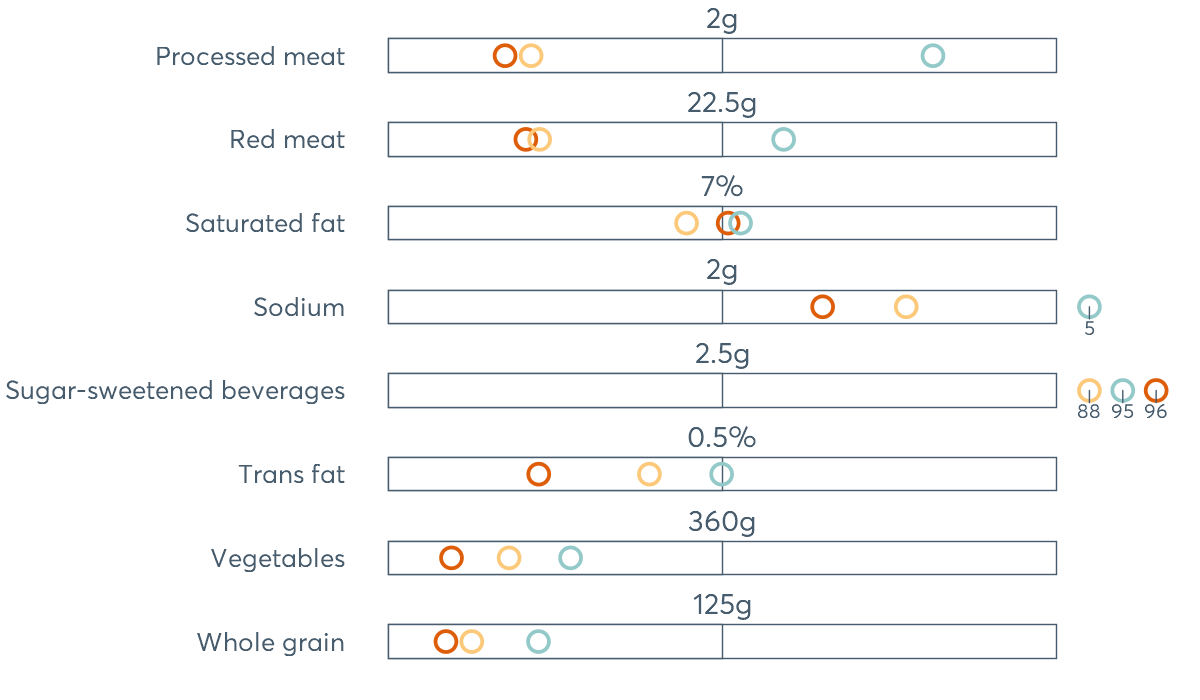 2g
Processed meat
22.5g
Red meat
7%
Saturated fat
2g
Sodium
5
2.5g
Sugar-sweetened beverages
88 95 96
0.5%
Trans fat
360g
Vegetables
125g
Whole grain